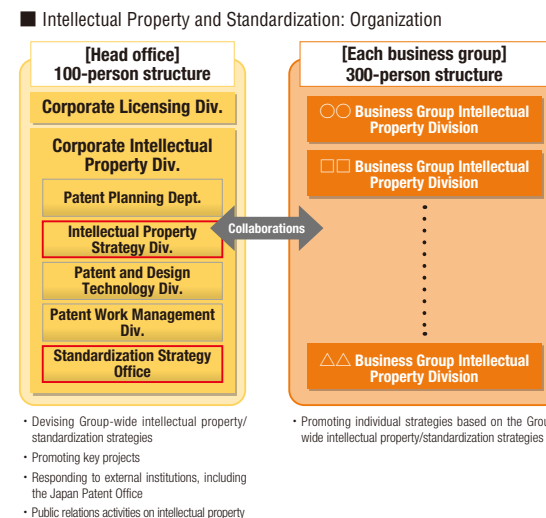 ■ Intellectual Property and Standardization: Organization
[Head office]
100-person structure
Corporate Licensing Div.
Corporate Intellectual
Property Div.
Patent Planning Dept.
Intellectual Property
Strategy Div.
Patent and Design
Technology Div.
Patent Work Management
Div.
Standardization Strategy
Office
Collaborations
[Each business group]
300-person structure
○○ Business Group Intellectual
Property Division
□□ Business Group Intellectual
Property Division
△△ Business Group Intellectual
Property Division
• Devising Group-wide intellectual property/
standardization strategies
• Promoting key projects
• Responding to external institutions, including
the Japan Patent Office
• Public relations activities on intellectual property
• Promoting individual strategies based on the
wide intellectual property/standardization strategies